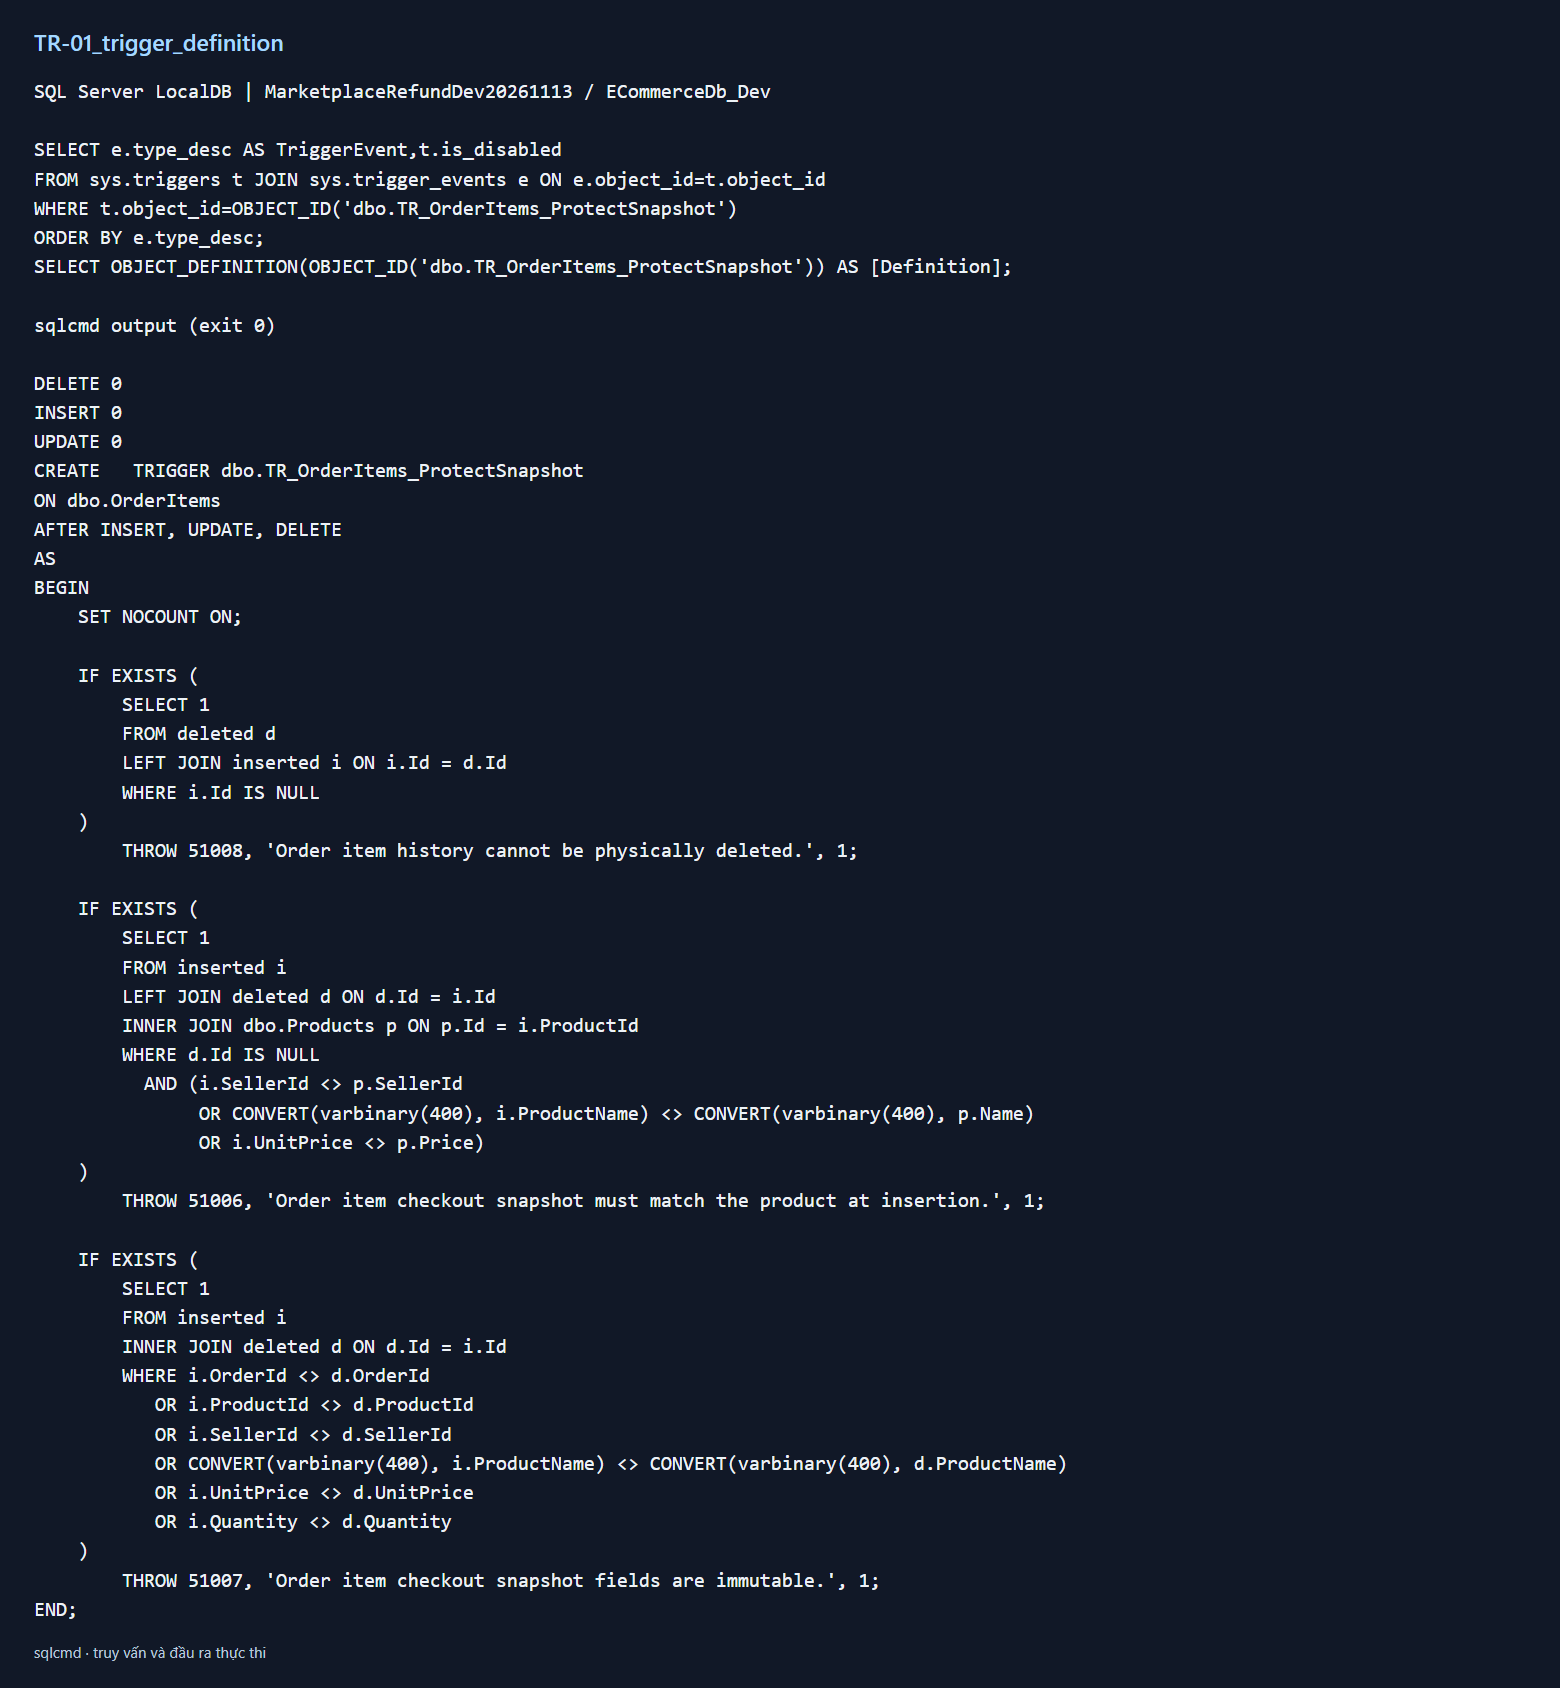 TR-01_trigger_definition
SQL Server LocalDB | MarketplaceRefundDev20261113 / ECommerceDb_Dev
SELECT e.type_desc AS TriggerEvent,t.is_disabled
FROM sys.triggers t JOIN sys.trigger_events e ON e.object_id=t.object_id
WHERE t.object_id=OBJECT_ID('dbo.TR_OrderItems_ProtectSnapshot')
ORDER BY e.type_desc;
SELECT OBJECT_DEFINITION(OBJECT_ID('dbo.TR_OrderItems_ProtectSnapshot')) AS [Definition];
sqlcmd output (exit 0)
DELETE 0
INSERT 0
UPDATE 0
CREATE   TRIGGER dbo.TR_OrderItems_ProtectSnapshot
ON dbo.OrderItems
AFTER INSERT, UPDATE, DELETE
AS
BEGIN
    SET NOCOUNT ON;
    IF EXISTS (
        SELECT 1
        FROM deleted d
        LEFT JOIN inserted i ON i.Id = d.Id
        WHERE i.Id IS NULL
    )
        THROW 51008, 'Order item history cannot be physically deleted.', 1;
    IF EXISTS (
        SELECT 1
        FROM inserted i
        LEFT JOIN deleted d ON d.Id = i.Id
        INNER JOIN dbo.Products p ON p.Id = i.ProductId
        WHERE d.Id IS NULL
          AND (i.SellerId <> p.SellerId
               OR CONVERT(varbinary(400), i.ProductName) <> CONVERT(varbinary(400), p.Name)
               OR i.UnitPrice <> p.Price)
    )
        THROW 51006, 'Order item checkout snapshot must match the product at insertion.', 1;
    IF EXISTS (
        SELECT 1
        FROM inserted i
        INNER JOIN deleted d ON d.Id = i.Id
        WHERE i.OrderId <> d.OrderId
           OR i.ProductId <> d.ProductId
           OR i.SellerId <> d.SellerId
           OR CONVERT(varbinary(400), i.ProductName) <> CONVERT(varbinary(400), d.ProductName)
           OR i.UnitPrice <> d.UnitPrice
           OR i.Quantity <> d.Quantity
    )
        THROW 51007, 'Order item checkout snapshot fields are immutable.', 1;
END;
sqlcmd · truy vấn và đầu ra thực thi